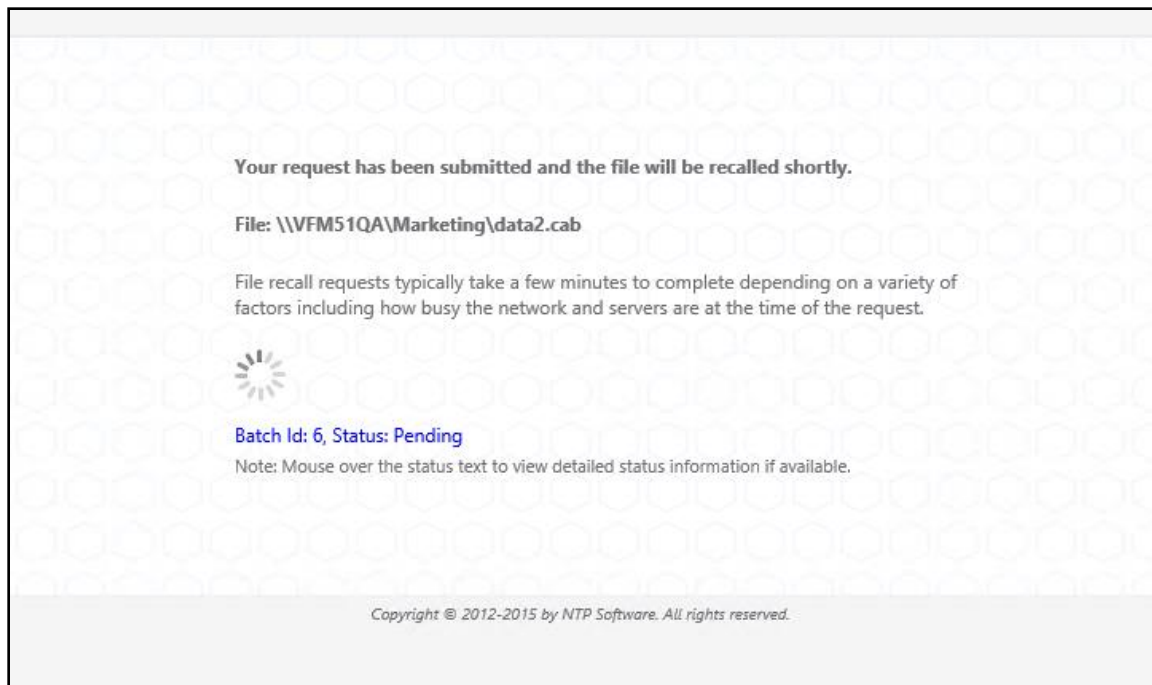 Your request has been submitted and the file will be recalled shortly.
File: \\VFM51QA\Marketing\data2.cab
File recall requests typically take a few minutes to complete depending on a variety of
factors including how busy the network and servers are at the time of the request.
Batch Id: 6, Status: Pending
Note: Mouse over the status text to view detailed status information if available.
Copyright © 2012-2015 by NTP Software. All rights reserved.